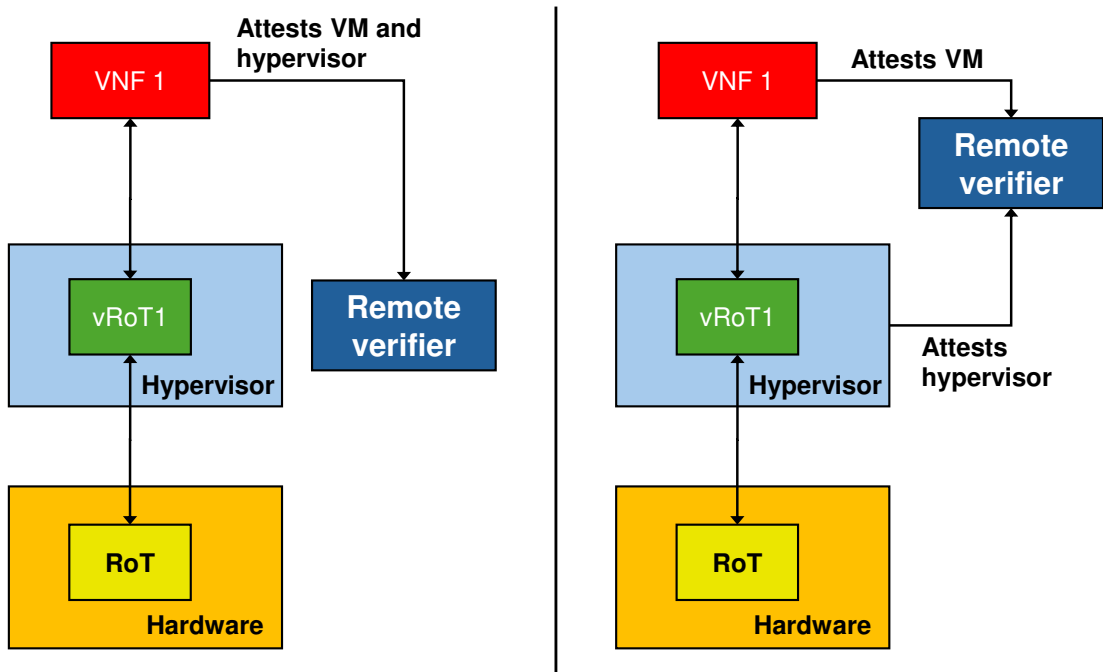 Attests VM and
hypervisor
VNF 1
vRoT1
Hypervisor
Remote
verifier
RoT
Hardware
VNF 1
Attests VM
Remote
verifier
vRoT1
Hypervisor
Attests
hypervisor
RoT
Hardware